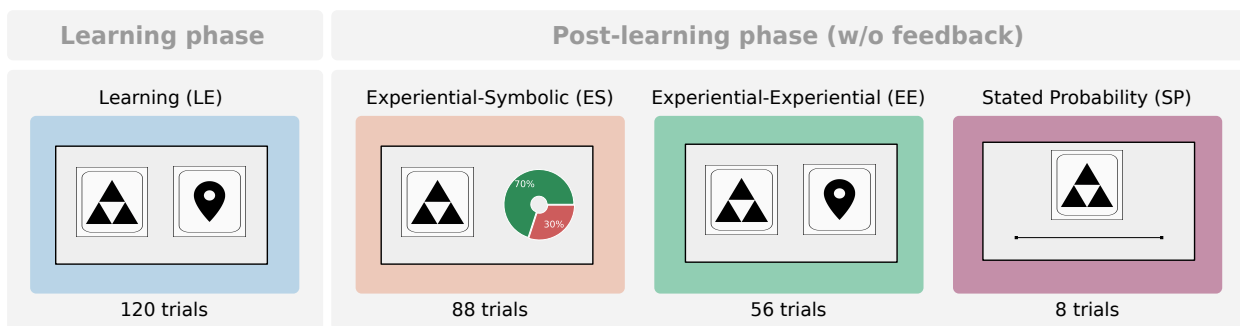 Learning phase
Post-learning phase (w/o feedback)
Learning (LE)
Experiential-Symbolic (ES)
Experiential-Experiential (EE)
Stated Probability (SP)
70%
30%
120 trials
88 trials
56 trials
8 trials